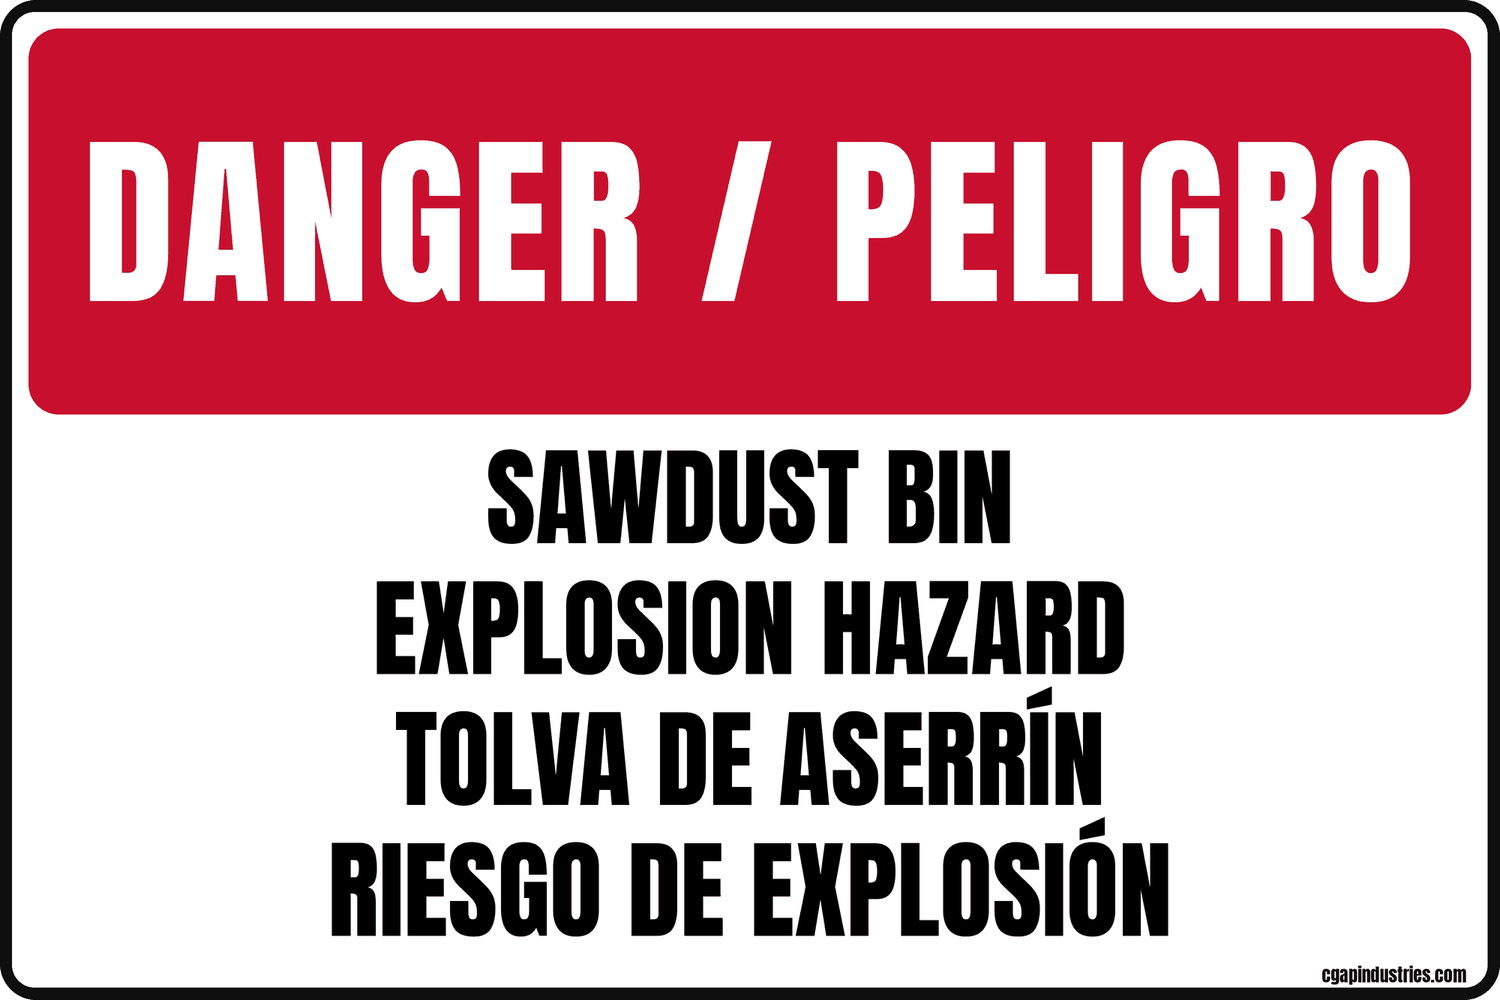 DANGER / PELIGRO
SAWDUST BIN
EXPLOSION HAZARD
TOLVA DE ASERRÍN
RIESGO DE EXPLOSIÓN
cgapindustries.com